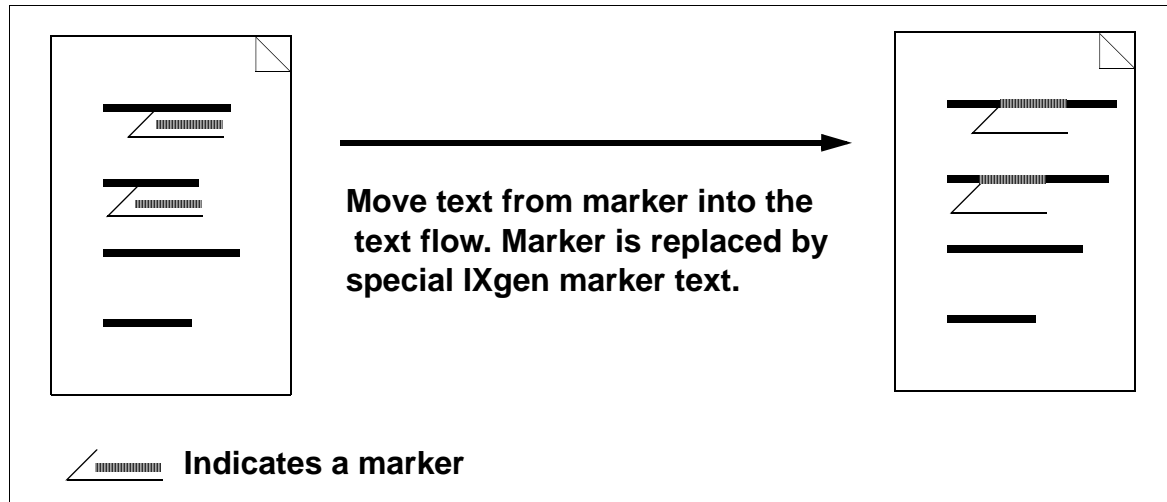 Move text from marker into the
text flow. Marker is replaced by
special IXgen marker text.
Indicates a marker